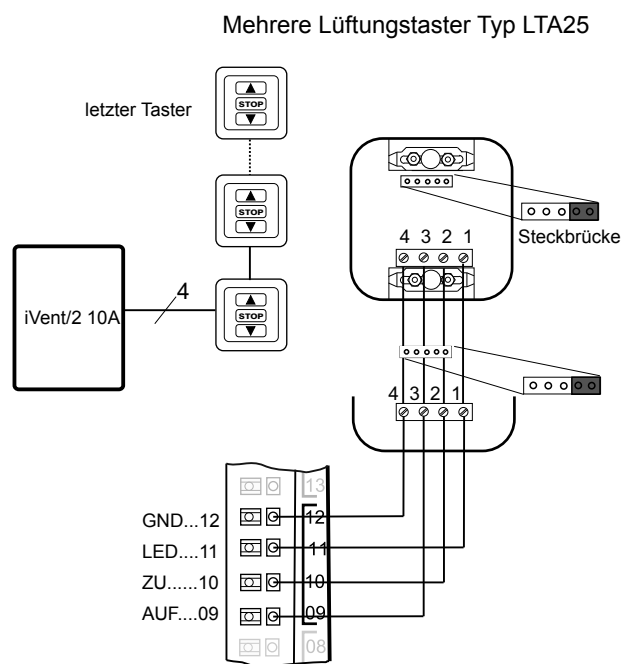 Mehrere Lüftungstaster Typ LTA25
letzter Taster
STOP
STOP
STOP
iVent/2 10A
4
4 3 2 1
Steckbrücke
4 3 2 1
13
GND...12
12
LED....11
11
ZU......10
10
AUF....09
09
08